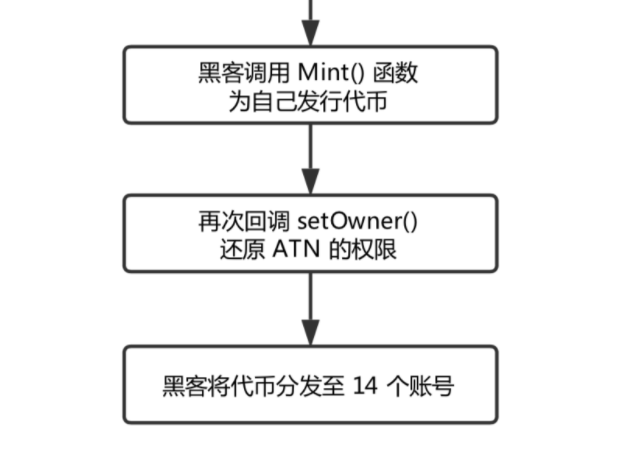 黑客调用 Mint() 函数
为自己发行代币
再次回调 setOwner()
还原 ATN 的权限
黑客将代币分发至 14 个账号